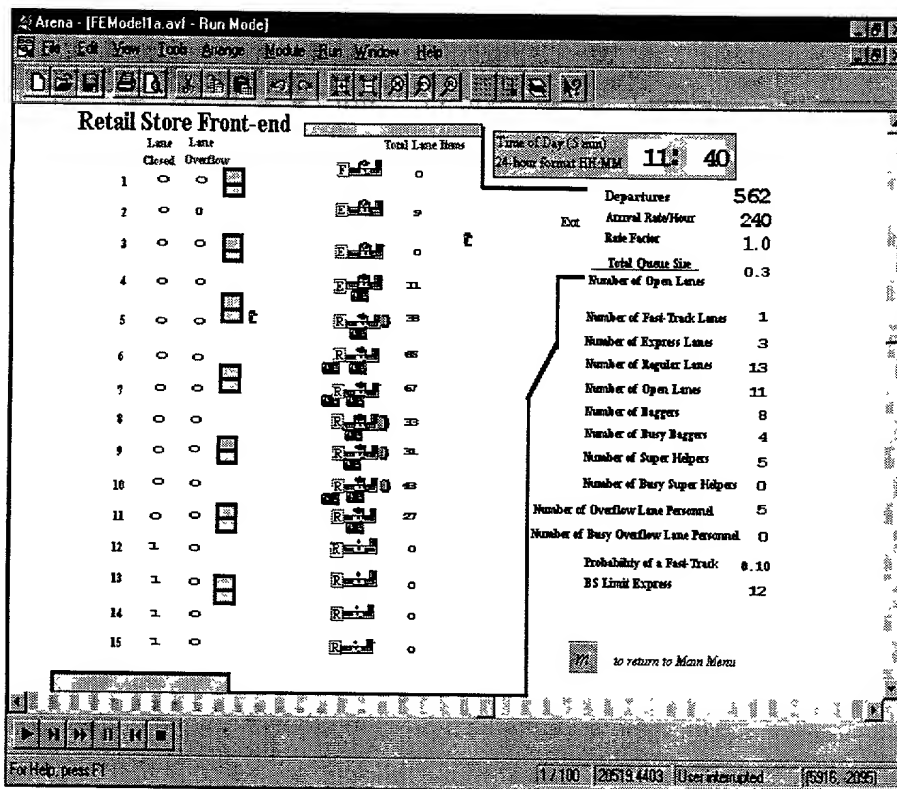 Arena - [FEModel1a.avf - Run Mode]
File Edit View Tools Arrange Module Run Window Help
Retail Store Front-end
Lane Closed
Lane Overflow
Total Lane Items
Time of Day (5 min)
24-hour format HH:MM
11: 40
1 0 0 F 0
2 0 0 E 9
3 0 0 E 0
4 0 0 E 11
5 0 0 R 38
6 0 0 R 65
7 0 0 R 67
8 0 0 R 33
9 0 0 R 31
10 0 0 R 43
11 0 0 R 27
12 1 0 R 0
13 1 0 R 0
14 1 0 R 0
15 1 0 R 0
Exit
Departures 562
Arrival Rate/Hour 240
Rate Factor 1.0
Total Queue Size 0.3
Number of Open Lanes
Number of Fast-Track Lanes 1
Number of Express Lanes 3
Number of Regular Lanes 13
Number of Open Lanes 11
Number of Baggers 8
Number of Busy Baggers 4
Number of Super Helpers 5
Number of Busy Super Helpers 0
Number of Overflow Lane Personnel 5
Number of Busy Overflow Lane Personnel 0
Probability of a Fast-Track 0.10
BS Limit Express 12
m to return to Main Menu
For Help, press F1
1 / 100 20519.4403 User interrupted (5916, -2095)